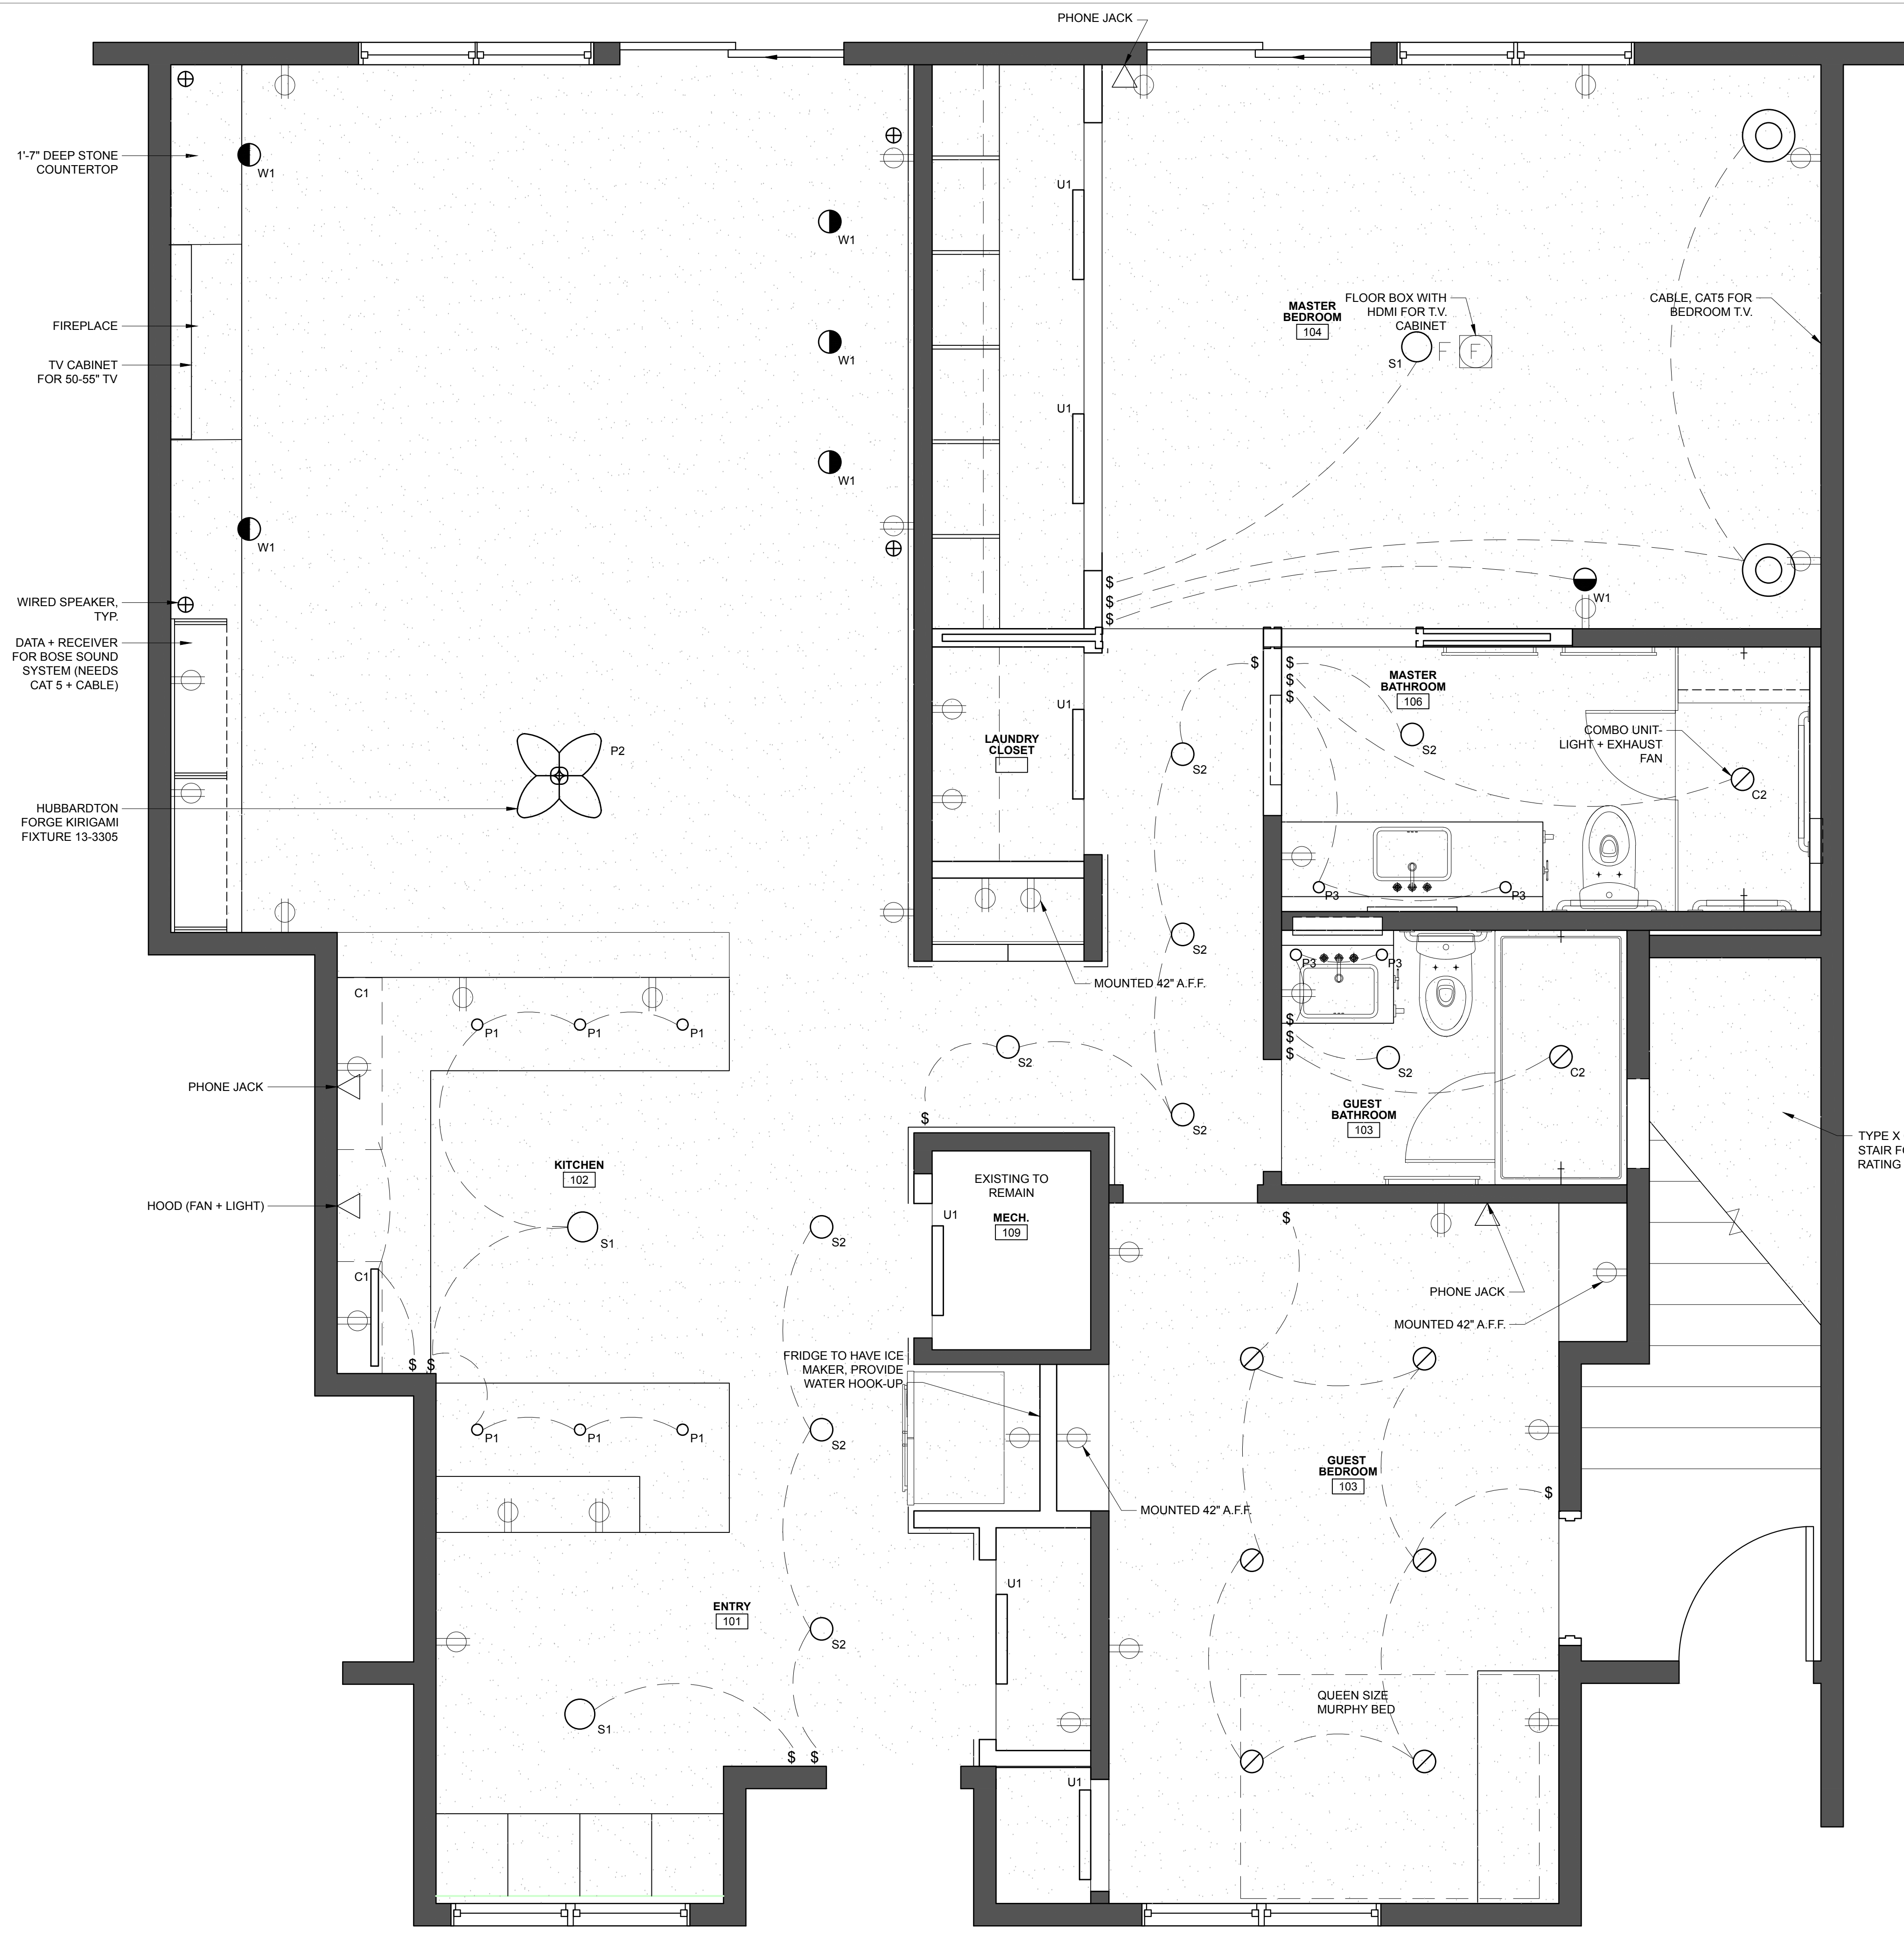 PHONE JACK
1'-7" DEEP STONE
COUNTERTOP
W1
W1
U1
FIREPLACE
MASTER
BEDROOM
104
FLOOR BOX WITH
HDMI FOR T.V.
CABINET
CABLE, CAT5 FOR
BEDROOM T.V.
TV CABINET
FOR 50-55" TV
W1
S1
F
F
U1
W1
W1
WIRED SPEAKER,
TYP.
$
$
$
W1
DATA + RECEIVER
FOR BOSE SOUND
SYSTEM (NEEDS
CAT 5 + CABLE)
$
$
$
$
MASTER
BATHROOM
106
U1
LAUNDRY
CLOSET
P2
S2
S2
COMBO UNIT-
LIGHT + EXHAUST
FAN
C2
HUBBARDTON
FORGE KIRIGAMI
FIXTURE 13-3305
P3
P3
S2
P3
P3
MOUNTED 42" A.F.F.
C1
P1
P1
P1
$
$
$
S2
S2
C2
PHONE JACK
$
S2
GUEST
BATHROOM
103
TYPE X
RATING
KITCHEN
102
EXISTING TO
REMAIN
MECH.
109
HOOD (FAN + LIGHT)
S1
S2
U1
$
C1
PHONE JACK
MOUNTED 42" A.F.F.
$
$
FRIDGE TO HAVE ICE
MAKER, PROVIDE
WATER HOOK-UP
P1
P1
P1
S2
GUEST
BEDROOM
103
$
MOUNTED 42" A.F.F.
U1
ENTRY
101
S2
QUEEN SIZE
MURPHY BED
S1
$
$
U1